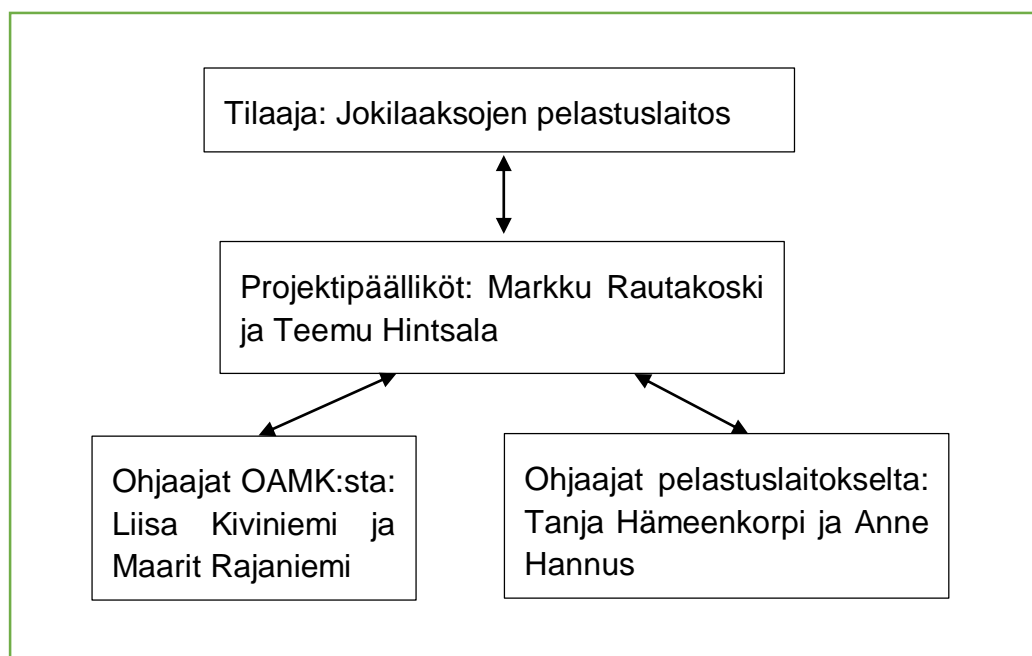 Tilaaja: Jokilaaksojen pelastuslaitos
Projektipäälliköt: Markku Rautakoski
ja Teemu Hintsala
Ohjaajat OAMK:sta:
Liisa Kiviniemi ja
Maarit Rajaniemi
Ohjaajat pelastuslaitokselta:
Tanja Hämeenkorpi ja Anne
Hannus